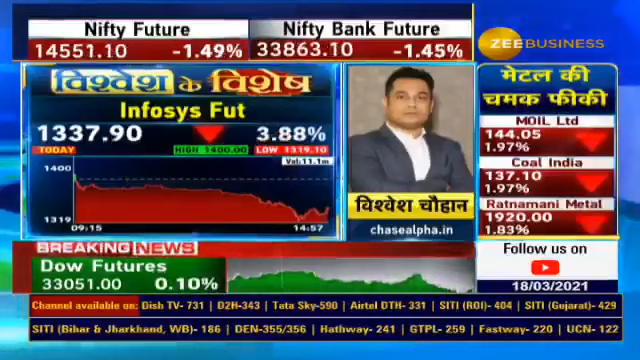 Nifty Future
14551.10 -1.49%
Nifty Bank Future
33863.10 -1.45%
ZEE BUSINESS
विश्वेश के विशेष
Infosys Fut
1337.90 3.88%
TODAY HIGH 1400.00 LOW 1319.10
Vol:11.1m
1400
1319
09:15 14:57
विश्वेश चौहान
chasealpha.in
मेटल की
चमक फीकी
MOIL Ltd
144.05
1.97%
Coal India
137.10
1.97%
Ratnamani Metal
1920.00
1.83%
BREAKING NEWS
Dow Futures
33051.00 0.10%
Follow us on
18/03/2021
Channel available on: Dish TV- 731 | D2H-343 | Tata Sky-590 | Airtel DTH- 331 | SITI (ROI)- 404 | SITI (Gujarat)- 429
SITI (Bihar & Jharkhand, WB)- 186 | DEN-355/356 | Hathway- 241 | GTPL- 259 | Fastway- 220 | UCN- 122